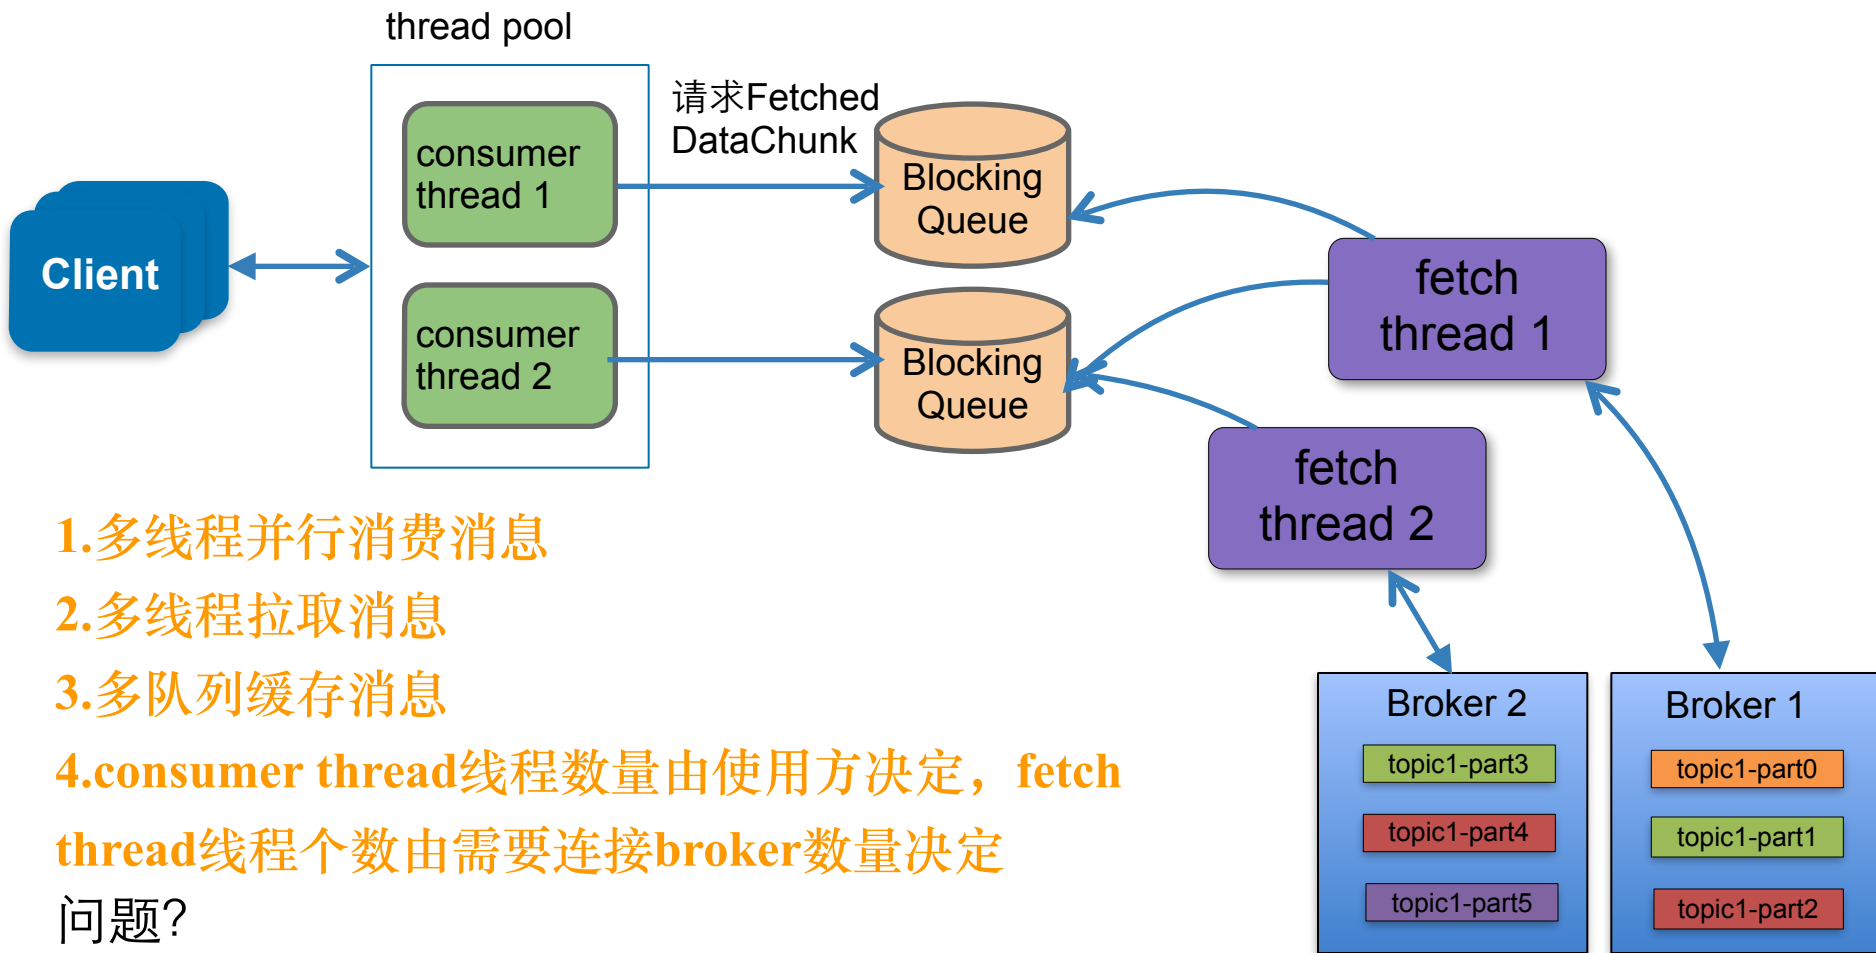 thread pool
请求Fetched
DataChunk
consumer
thread 1
Blocking
Queue
Client
fetch
thread 1
consumer
thread 2
Blocking
Queue
fetch
thread 2
1.多线程并行消费消息
2.多线程拉取消息
3.多队列缓存消息
4.consumer thread线程数量由使用方决定，fetch
thread线程个数由需要连接broker数量决定
问题?
Broker 2
topic1-part3
topic1-part4
topic1-part5
Broker 1
topic1-part0
topic1-part1
topic1-part2